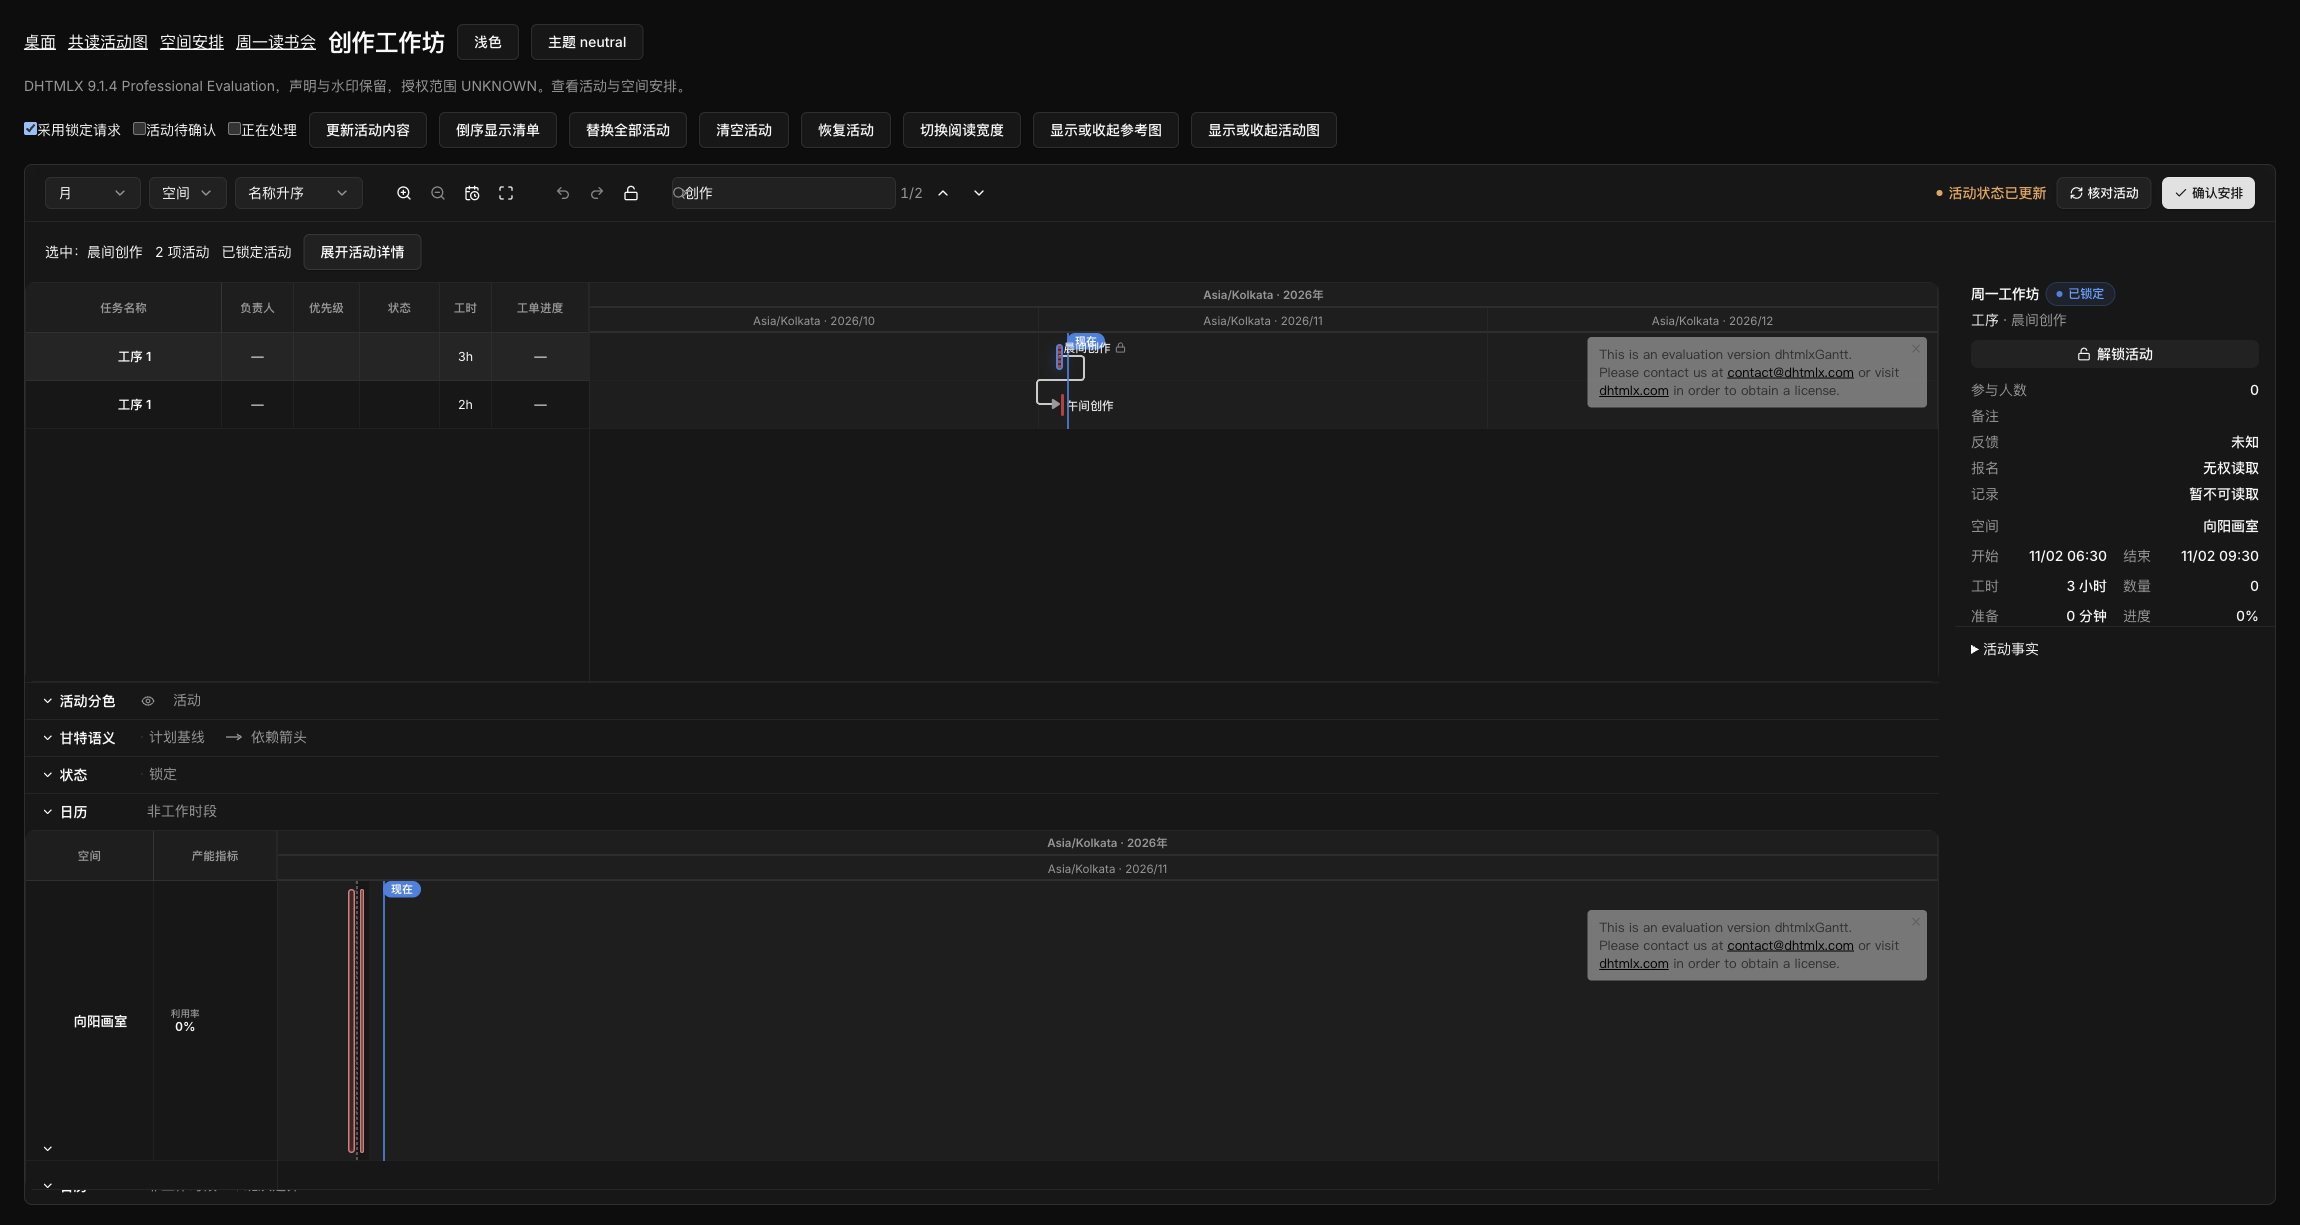 桌面 共读活动图 空间安排 周一读书会 创作工作坊 浅色 主题 neutral
DHTMLX 9.1.4 Professional Evaluation，声明与水印保留，授权范围 UNKNOWN。查看活动与空间安排。
采用锁定请求 活动待确认 正在处理 更新活动内容 倒序显示清单 替换全部活动 清空活动 恢复活动 切换阅读宽度 显示或收起参考图 显示或收起活动图
月 空间 名称升序 创作 1/2 活动状态已更新 核对活动 确认安排
选中：晨间创作 2 项活动 已锁定活动 展开活动详情
任务名称 负责人 优先级 状态 工时 工单进度
Asia/Kolkata · 2026年
Asia/Kolkata · 2026/10 Asia/Kolkata · 2026/11 Asia/Kolkata · 2026/12
工序 1 — 3h —
工序 1 — 2h —
现在
晨间创作
午间创作
This is an evaluation version dhtmlxGantt.
Please contact us at contact@dhtmlx.com or visit
dhtmlx.com in order to obtain a license.
周一工作坊 已锁定
工序 · 晨间创作
解锁活动
参与人数 0
备注
反馈 未知
报名 无权读取
记录 暂不可读取
空间 向阳画室
开始 11/02 06:30 结束 11/02 09:30
工时 3 小时 数量 0
准备 0 分钟 进度 0%
活动事实
活动分色 活动
甘特语义 计划基线 依赖箭头
状态 锁定
日历 非工作时段
空间 产能指标
Asia/Kolkata · 2026年
Asia/Kolkata · 2026/11
现在
This is an evaluation version dhtmlxGantt.
Please contact us at contact@dhtmlx.com or visit
dhtmlx.com in order to obtain a license.
向阳画室 利用率
0%